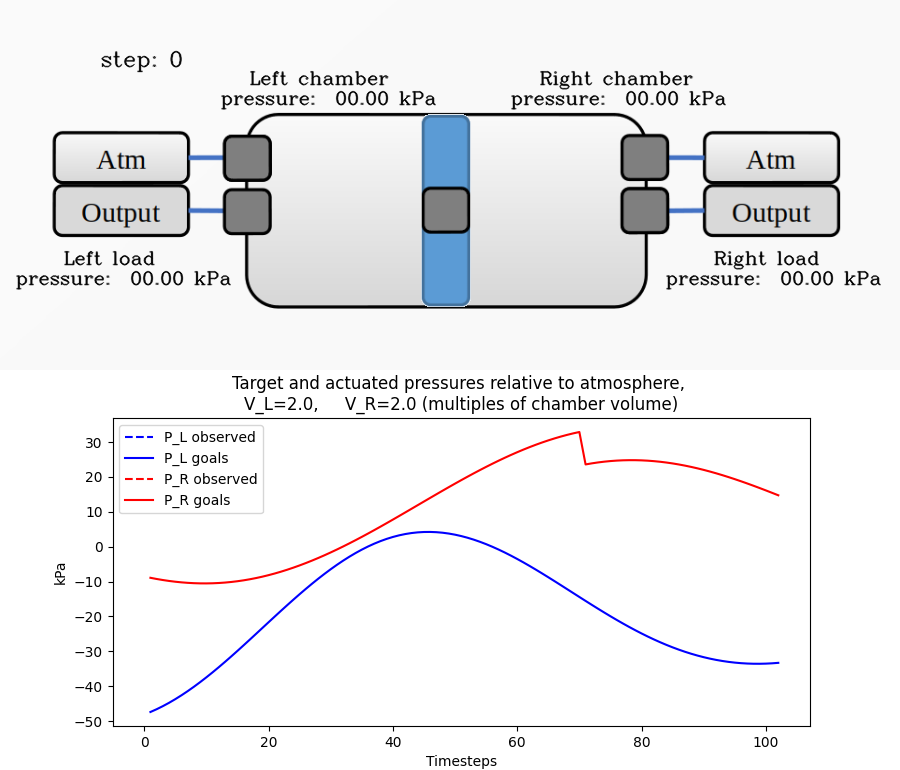 step: 0
Left chamber
pressure:  00.00 kPa
Right chamber
pressure:  00.00 kPa
Atm
Output
Atm
Output
Left load
pressure:  00.00 kPa
Right load
pressure:  00.00 kPa
Target and actuated pressures relative to atmosphere,
V_L=2.0,     V_R=2.0 (multiples of chamber volume)
P_L observed
P_L goals
P_R observed
P_R goals
30
20
10
0
−10
−20
−30
−40
−50
kPa
0 20 40 60 80 100
Timesteps